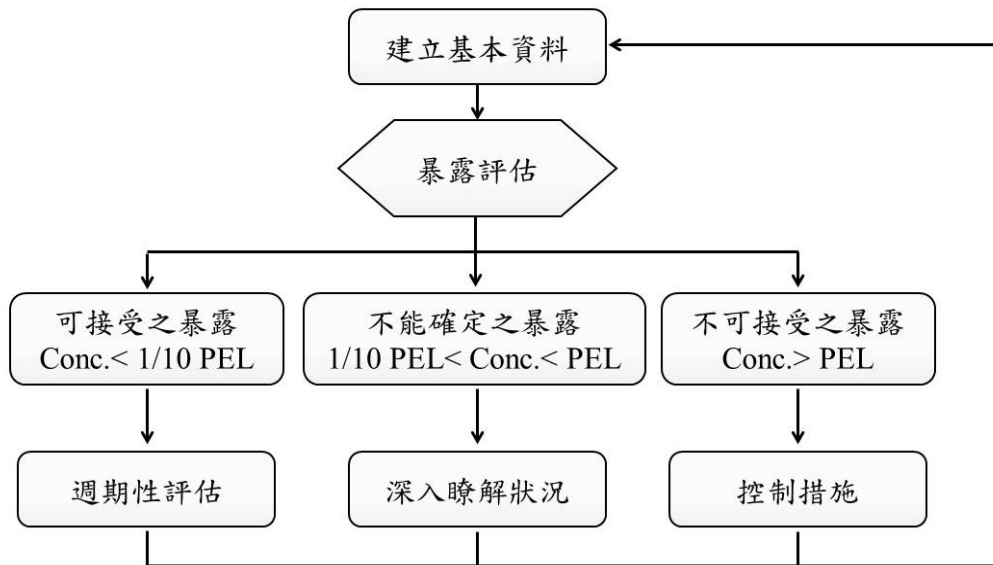 建立基本資料
暴露評估
可接受之暴露
Conc.< 1/10 PEL
不能確定之暴露
1/10 PEL< Conc.< PEL
不可接受之暴露
Conc.> PEL
週期性評估
深入瞭解狀況
控制措施